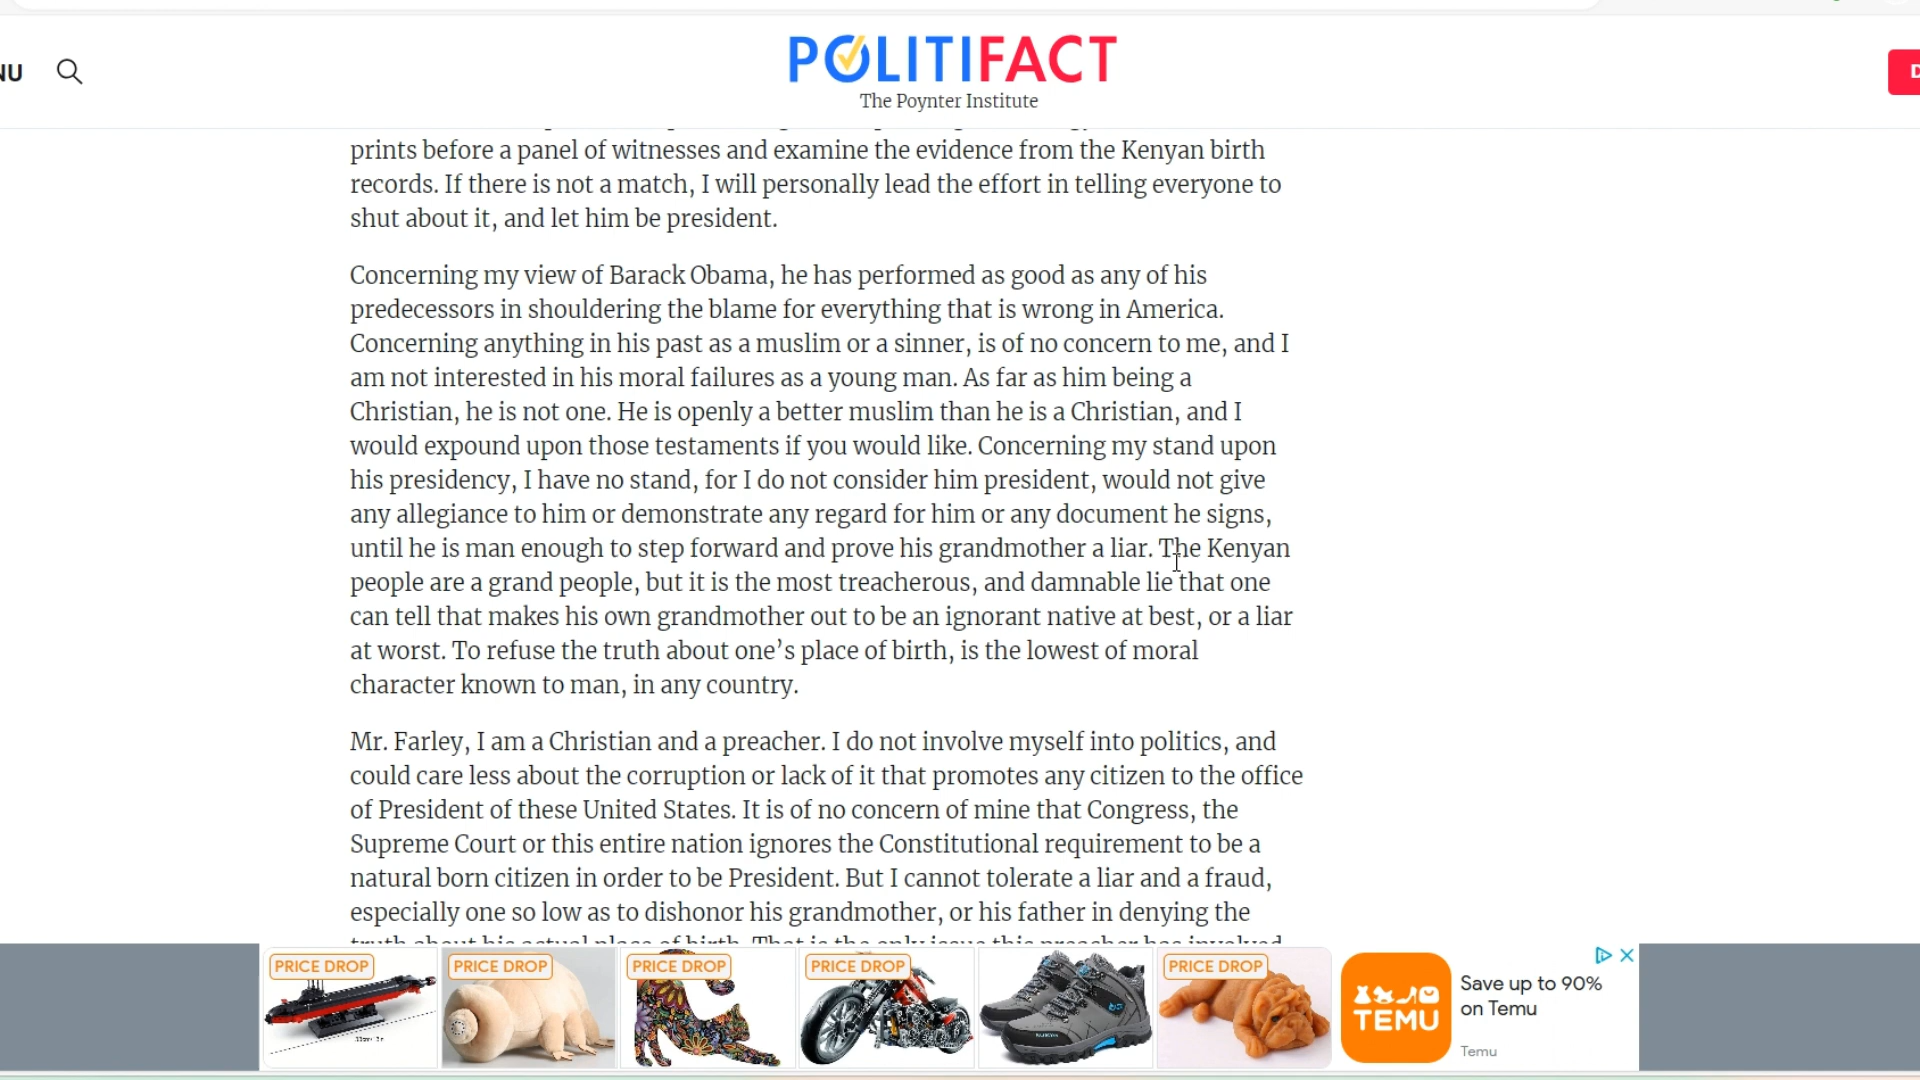 NU
POLITIFACT
The Poynter Institute
prints before a panel of witnesses and examine the evidence from the Kenyan birth
records. If there is not a match, I will personally lead the effort in telling everyone to
shut about it, and let him be president.
Concerning my view of Barack Obama, he has performed as good as any of his
predecessors in shouldering the blame for everything that is wrong in America.
Concerning anything in his past as a muslim or a sinner, is of no concern to me, and I
am not interested in his moral failures as a young man. As far as him being a
Christian, he is not one. He is openly a better muslim than he is a Christian, and I
would expound upon those testaments if you would like. Concerning my stand upon
his presidency, I have no stand, for I do not consider him president, would not give
any allegiance to him or demonstrate any regard for him or any document he signs,
until he is man enough to step forward and prove his grandmother a liar. The Kenyan
people are a grand people, but it is the most treacherous, and damnable lie that one
can tell that makes his own grandmother out to be an ignorant native at best, or a liar
at worst. To refuse the truth about one’s place of birth, is the lowest of moral
character known to man, in any country.
Mr. Farley, I am a Christian and a preacher. I do not involve myself into politics, and
could care less about the corruption or lack of it that promotes any citizen to the office
of President of these United States. It is of no concern of mine that Congress, the
Supreme Court or this entire nation ignores the Constitutional requirement to be a
natural born citizen in order to be President. But I cannot tolerate a liar and a fraud,
especially one so low as to dishonor his grandmother, or his father in denying the
truth about his actual place of birth. That is the only issue this preacher has involved
PRICE DROP
PRICE DROP
PRICE DROP
PRICE DROP
PRICE DROP
TEMU
Save up to 90%
on Temu
Temu